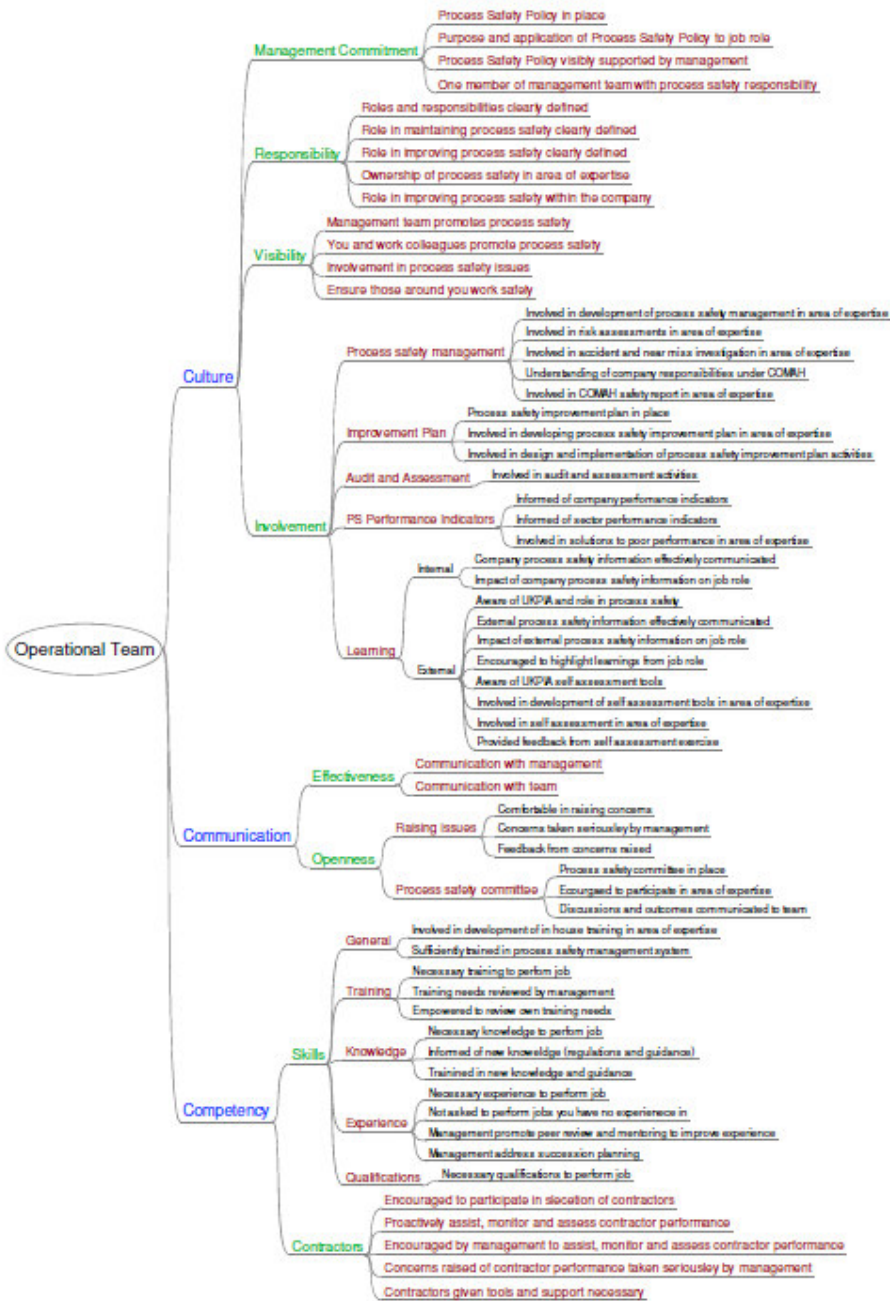 Operational Team
Culture
Management Commitment
Process Safety Policy in place
Purpose and application of Process Safety Policy to job role
Process Safety Policy visibly supported by management
One member of management team with process safety responsibility
Responsibility
Roles and responsibilities clearly defined
Role in maintaining process safety clearly defined
Role in improving process safety clearly defined
Ownership of process safety in area of expertise
Role in improving process safety within the company
Visibility
Management team promotes process safety
You and work colleagues promote process safety
Involvement in process safety issues
Ensure those around you work safely
Involvement
Process safety management
Involved in development of process safety management in area of expertise
Involved in risk assessments in area of expertise
Involved in accident and near miss investigation in area of expertise
Understanding of company responsibilities under COMAH
Involved in COMAH safety report in area of expertise
Improvement Plan
Process safety improvement plan in place
Involved in developing process safety improvement plan in area of expertise
Involved in design and implementation of process safety improvement plan activities
Audit and Assessment
Involved in audit and assessment activities
PS Performance Indicators
Informed of company perfomance indicators
Informed of sector performance indicators
Involved in solutions to poor performance in area of expertise
Learning
Internal
Company process safety information effectively communicated
Impact of company process safety information on job role
External
Aware of UKPIA and role in process safety
External process safety information effectively communicated
Impact of external process safety information on job role
Encouraged to highlight learnings from job role
Aware of UKPIA self assessment tools
Involved in development of self assessment tools in area of expertise
Involved in self assessment in area of expertise
Provided feedback from self assessment exercise
Communication
Effectiveness
Communication with management
Communication with team
Openness
Raising issues
Comfortable in raising concerns
Concerns taken seriousley by management
Feedback from concerns raised
Process safety committee
Process safety committee in place
Ecourgaed to participate in area of expertise
Discussions and outcomes communicated to team
Competency
Skills
General
Involved in development of in house training in area of expertise
Sufficiently trained in process safety management system
Training
Necessary training to perfom job
Training needs reviewed by management
Empowered to review own training needs
Knowledge
Necessary knowledge to perfom job
Informed of new knoweldge (regulations and guidance)
Trainined in new knowledge and guidance
Experience
Necessary experience to perform job
Not asked to perform jobs you have no experienece in
Management promote peer review and mentoring to improve experience
Management address succession planning
Qualifications
Necessary qualifications to perform job
Contractors
Encouraged to participate in slecetion of contractors
Proactively assist, monitor and assess contractor performance
Encouraged by management to assist, monitor and assess contractor performance
Concerns raised of contractor performance taken seriousley by management
Contractors given tools and support necessary